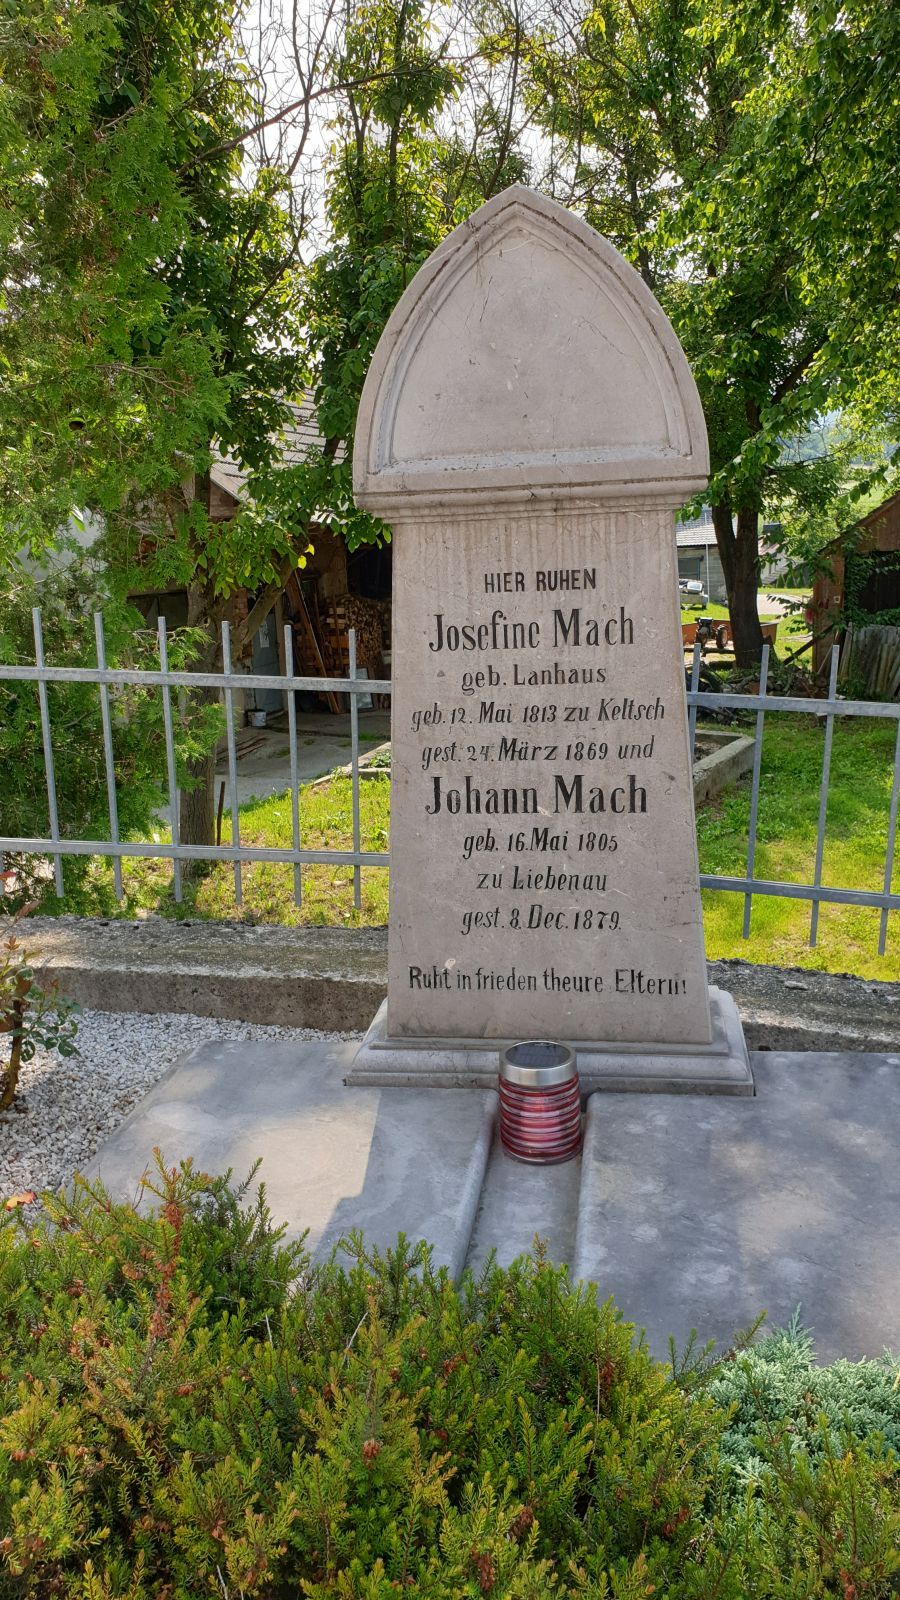 HIER RUHEN
Josefine Mach
geb. Lanhaus
geb. 12. Mai 1813 zu Keltsch
gest. 24. März 1869 und
Johann Mach
geb. 16. Mai 1805
zu Liebenau
gest. 8. Dec. 1879.
Ruht in frieden theure Eltern!